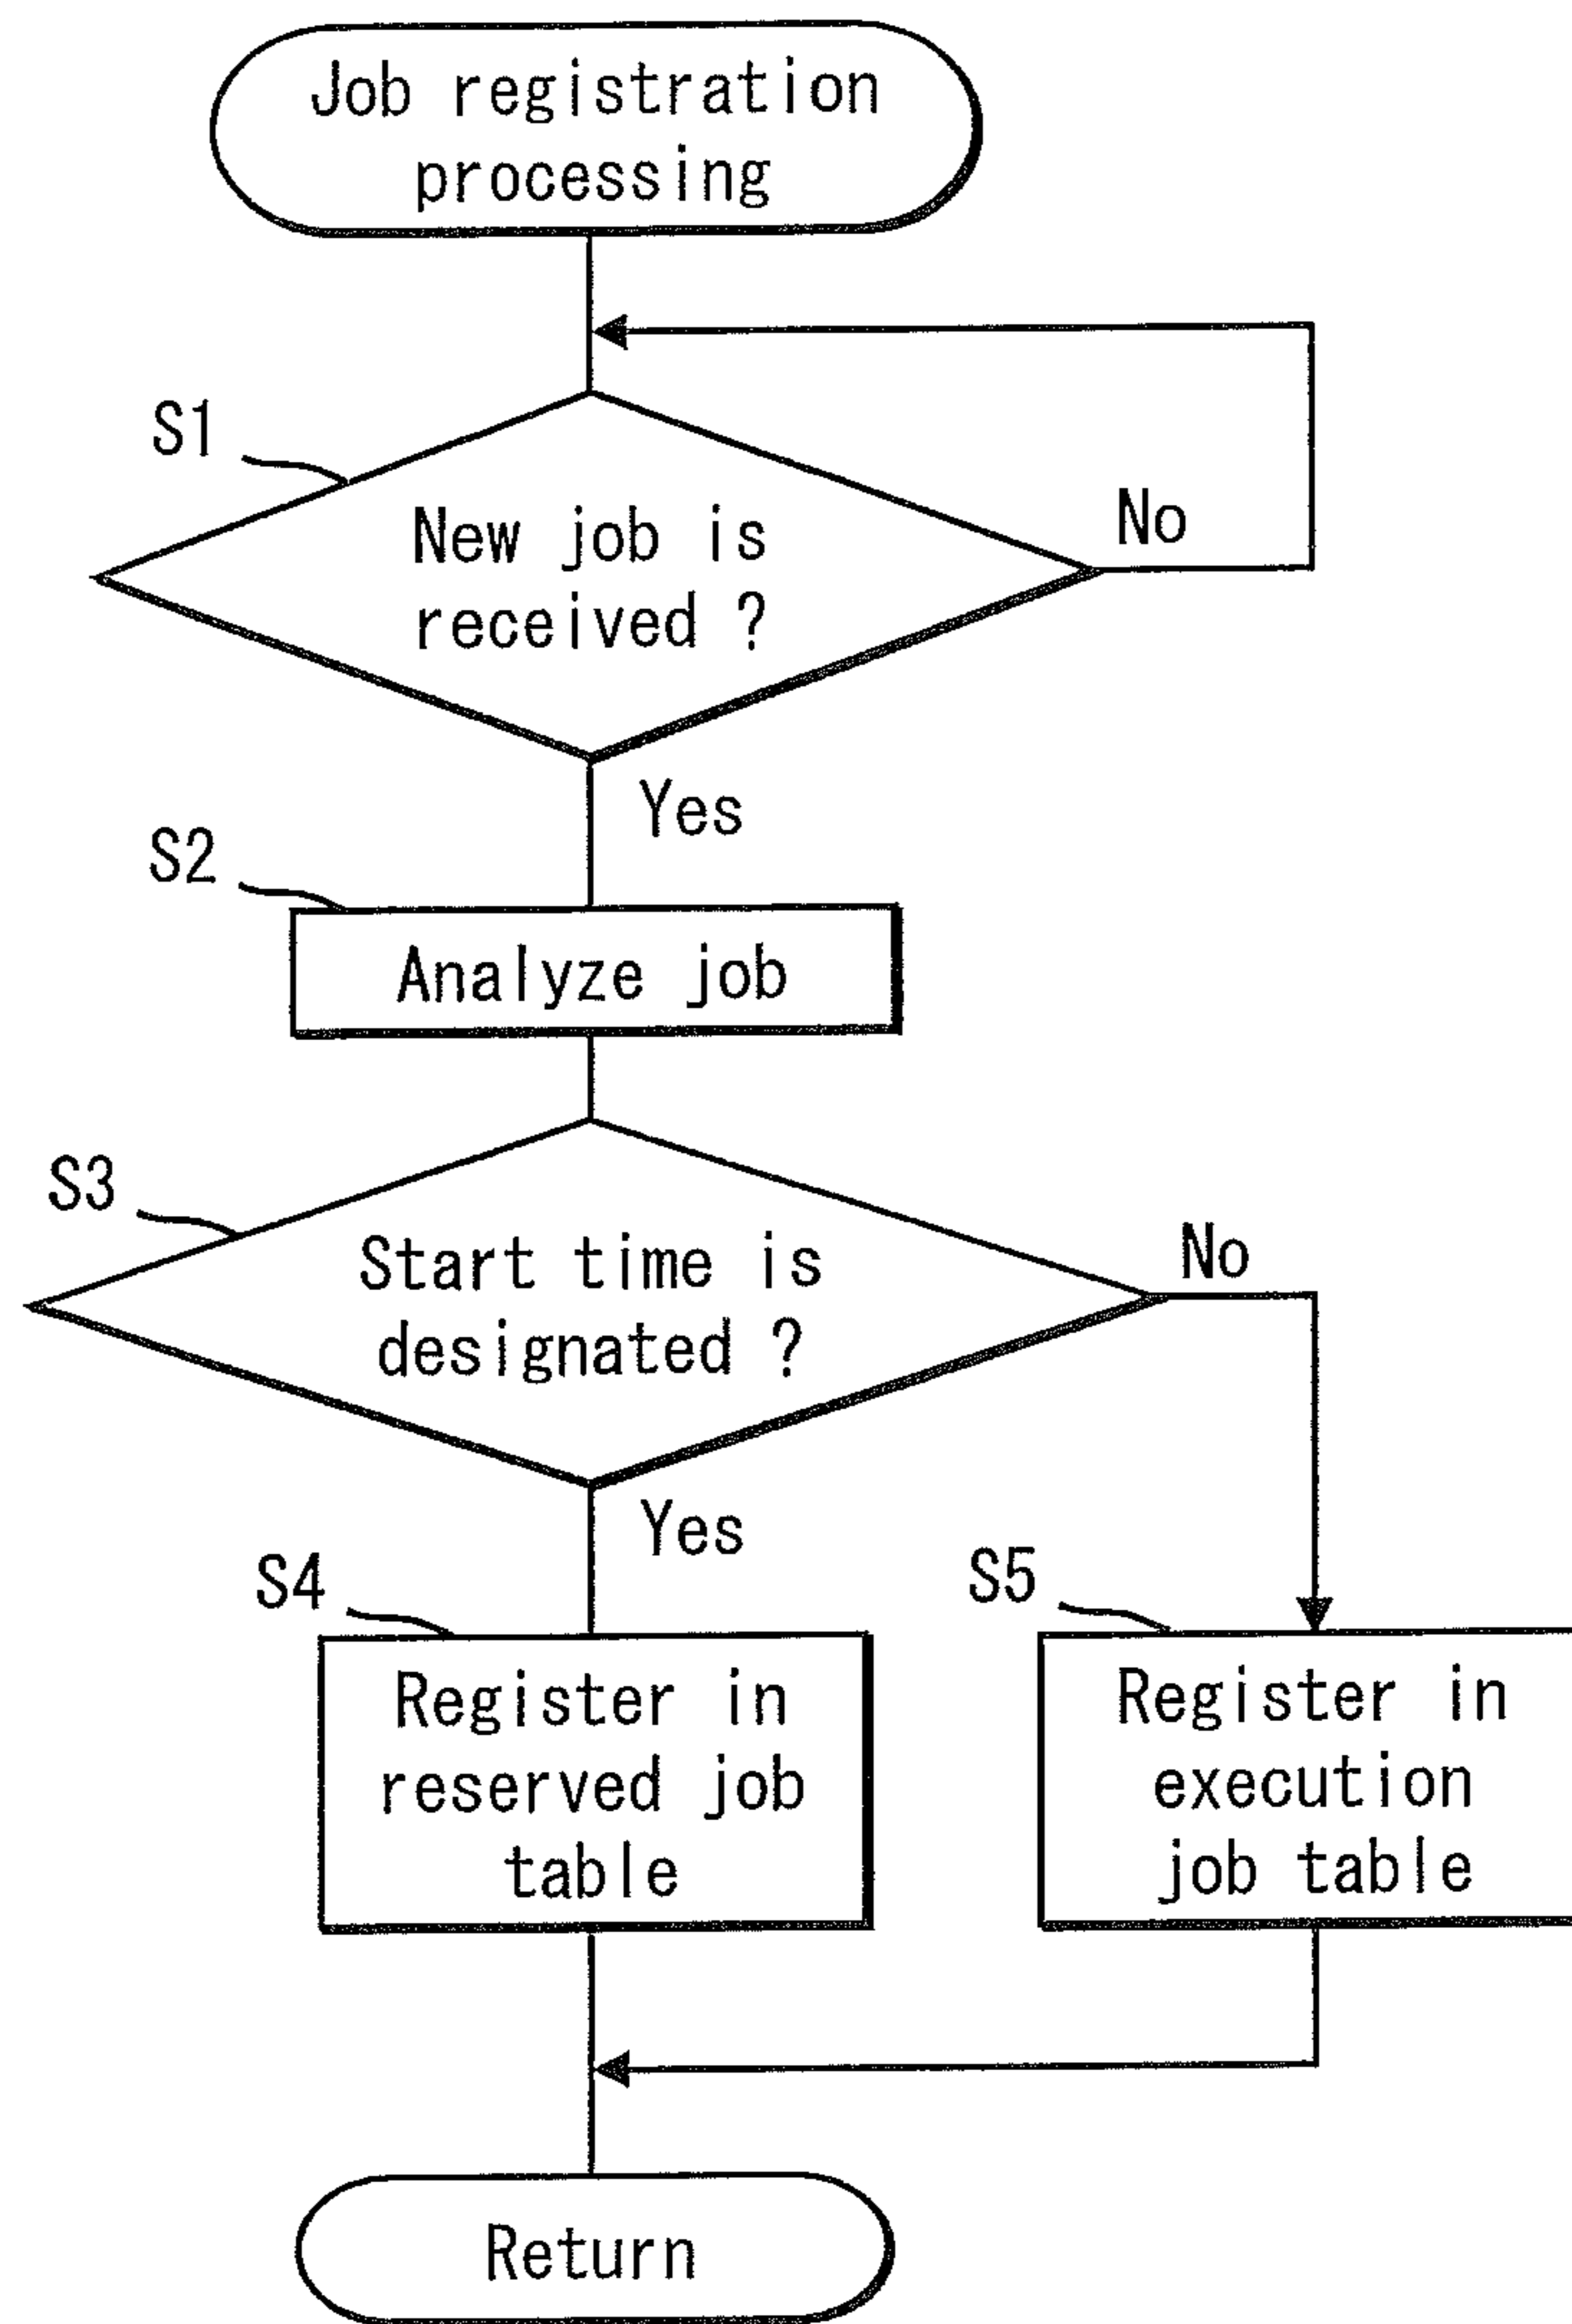 Job registration
processing
S1
New job is
received ?
No
Yes
S2
Analyze job
S3
Start time is
designated ?
No
Yes
S4
Register in
reserved job
table
S5
Register in
execution
job table
Return